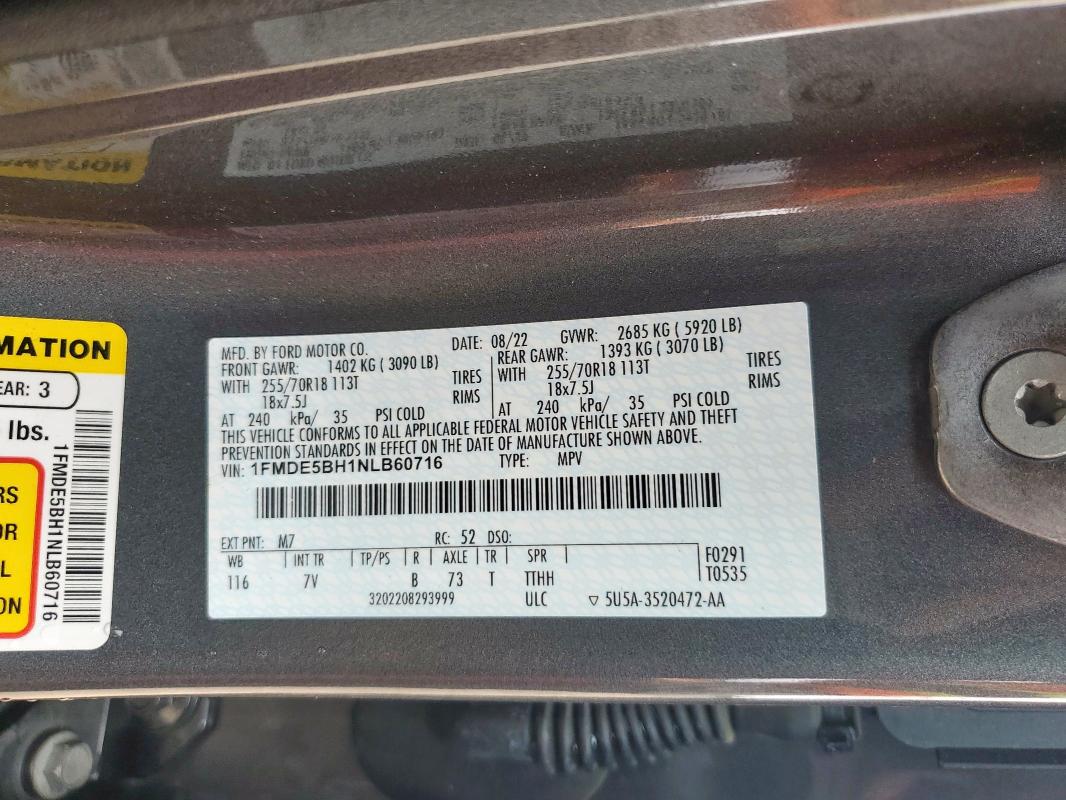 MATION
EAR: 3
lbs.
RS
OR
L
ON
1FMDE5BH1NLB60716
MFD. BY FORD MOTOR CO.
DATE: 08/22 GVWR: 2685 KG ( 5920 LB)
FRONT GAWR: 1402 KG ( 3090 LB)
REAR GAWR: 1393 KG ( 3070 LB)
WITH 255/70R18 113T TIRES
WITH 255/70R18 113T TIRES
18x7.5J RIMS
18x7.5J RIMS
AT 240 kPa/ 35 PSI COLD
AT 240 kPa/ 35 PSI COLD
THIS VEHICLE CONFORMS TO ALL APPLICABLE FEDERAL MOTOR VEHICLE SAFETY AND THEFT
PREVENTION STANDARDS IN EFFECT ON THE DATE OF MANUFACTURE SHOWN ABOVE.
VIN: 1FMDE5BH1NLB60716 TYPE: MPV
EXT PNT: M7 RC: 52 DSO:
WB INT TR TP/PS R AXLE TR SPR F0291
116 7V B 73 T TTHH T0535
3202208293999 ULC ▽ 5U5A-3520472-AA